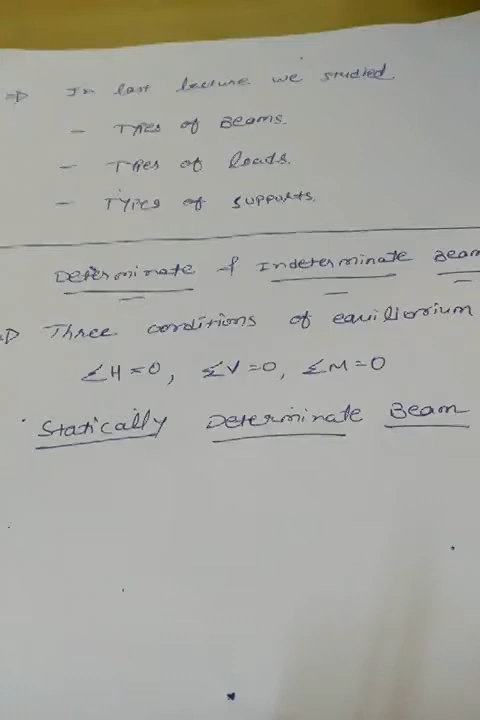 ⇒ In last lecture we studied
- Types of Beams.
- Types of loads.
- Types of supports.
Determinate & Indeterminate Beam
⇒ Three conditions of equilibrium
ΣH=0, ΣV=0, ΣM=0
Statically Determinate Beam